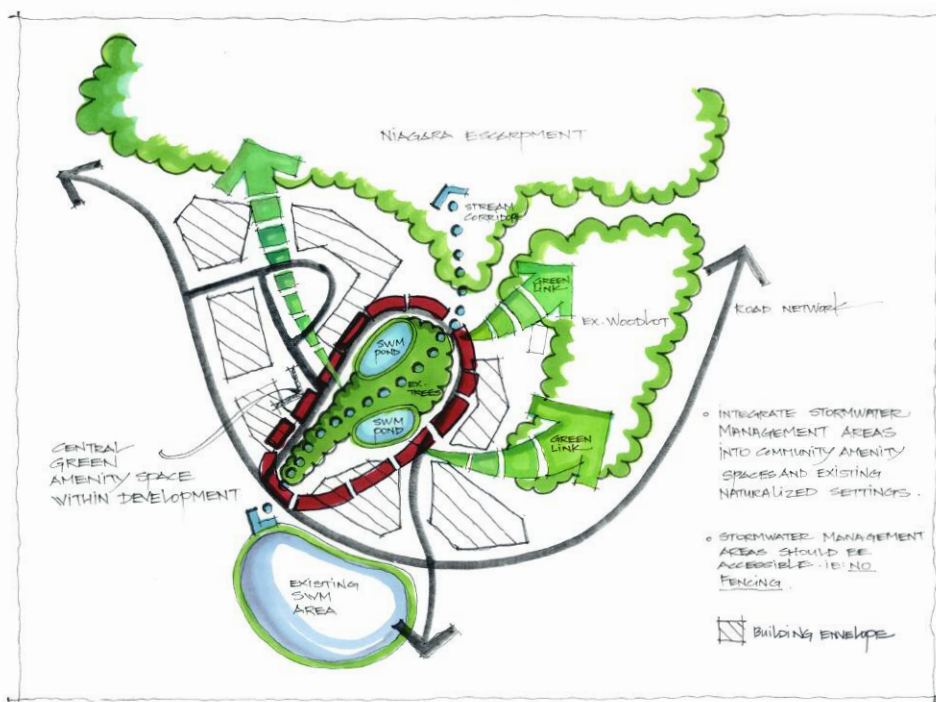 NIAGARA ESCARPMENT
STREAM
CORRIDOR
GREEN
LINK
EX. WOODLOT
ROAD NETWORK
SWM
POND
EX.
TREES
SWM
POND
GREEN
LINK
CENTRAL
GREEN
AMENITY SPACE
WITHIN DEVELOPMENT
EXISTING
SWM
AREA
INTEGRATE STORMWATER
MANAGEMENT AREAS
INTO COMMUNITY AMENITY
SPACES AND EXISTING
NATURALIZED SETTINGS.
STORMWATER MANAGEMENT
AREAS SHOULD BE
ACCESSIBLE. IE: NO
FENCING.
BUILDING ENVELOPE